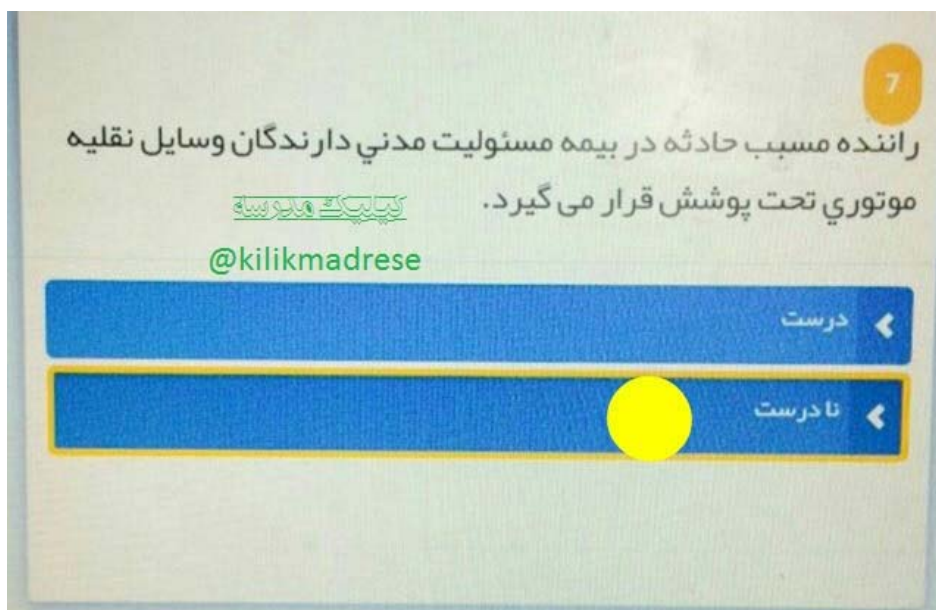 7
راننده مسبب حادثه در بیمه مسئولیت مدني دارندگان وسایل نقلیه
موتوري تحت پوشش قرار می گیرد.
کیلیک مدرسه
@kilikmadrese
درست
نا درست